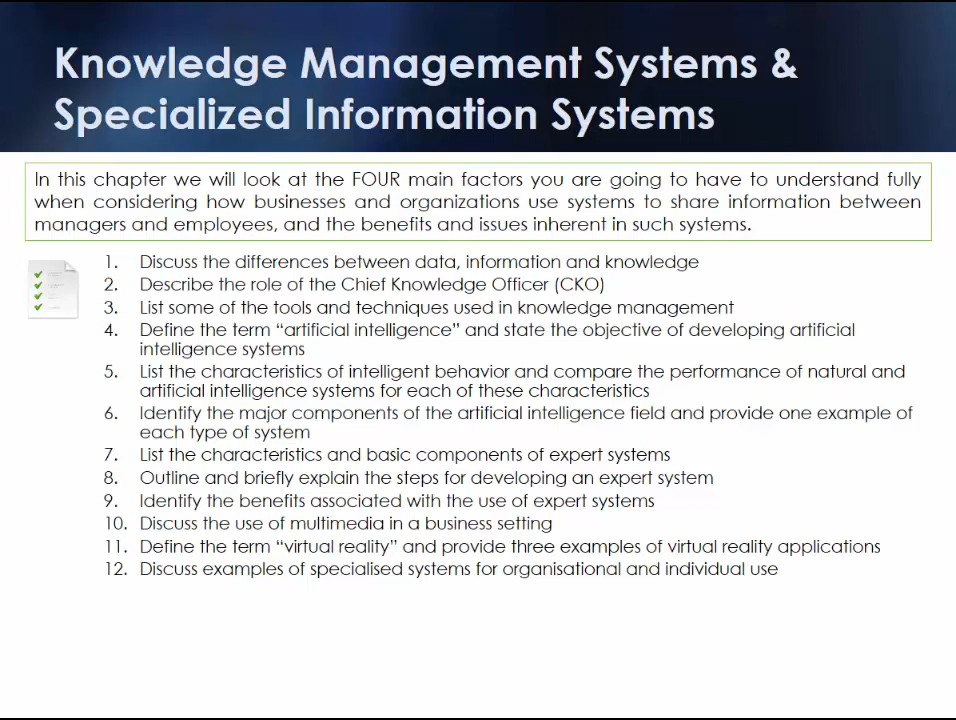 Knowledge Management Systems &
Specialized Information Systems
In this chapter we will look at the FOUR main factors you are going to have to understand fully
when considering how businesses and organizations use systems to share information between
managers and employees, and the benefits and issues inherent in such systems.
1. Discuss the differences between data, information and knowledge
2. Describe the role of the Chief Knowledge Officer (CKO)
3. List some of the tools and techniques used in knowledge management
4. Define the term “artificial intelligence” and state the objective of developing artificial
intelligence systems
5. List the characteristics of intelligent behavior and compare the performance of natural and
artificial intelligence systems for each of these characteristics
6. Identify the major components of the artificial intelligence field and provide one example of
each type of system
7. List the characteristics and basic components of expert systems
8. Outline and briefly explain the steps for developing an expert system
9. Identify the benefits associated with the use of expert systems
10. Discuss the use of multimedia in a business setting
11. Define the term “virtual reality” and provide three examples of virtual reality applications
12. Discuss examples of specialised systems for organisational and individual use